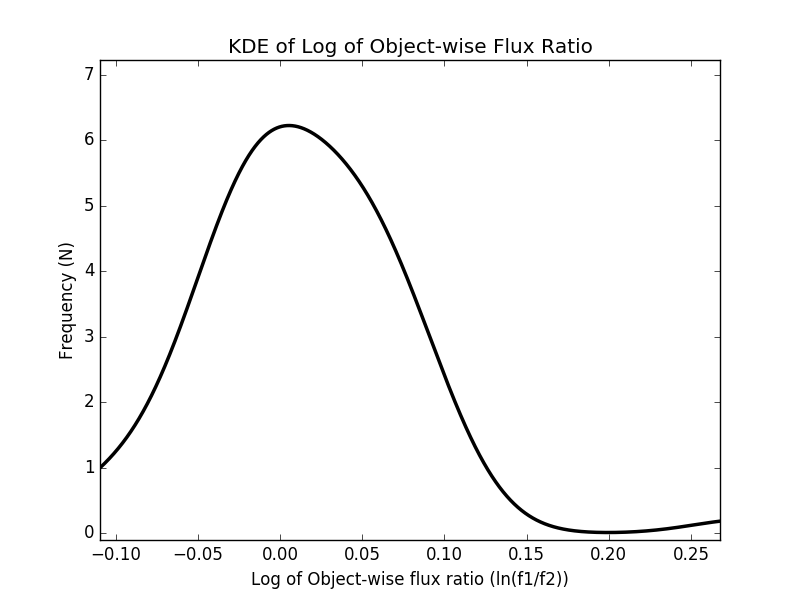 KDE of Log of Object-wise Flux Ratio
7
6
5
4
3
2
1
0
Frequency (N)
−0.10 −0.05 0.00 0.05 0.10 0.15 0.20 0.25
Log of Object-wise flux ratio (ln(f1/f2))